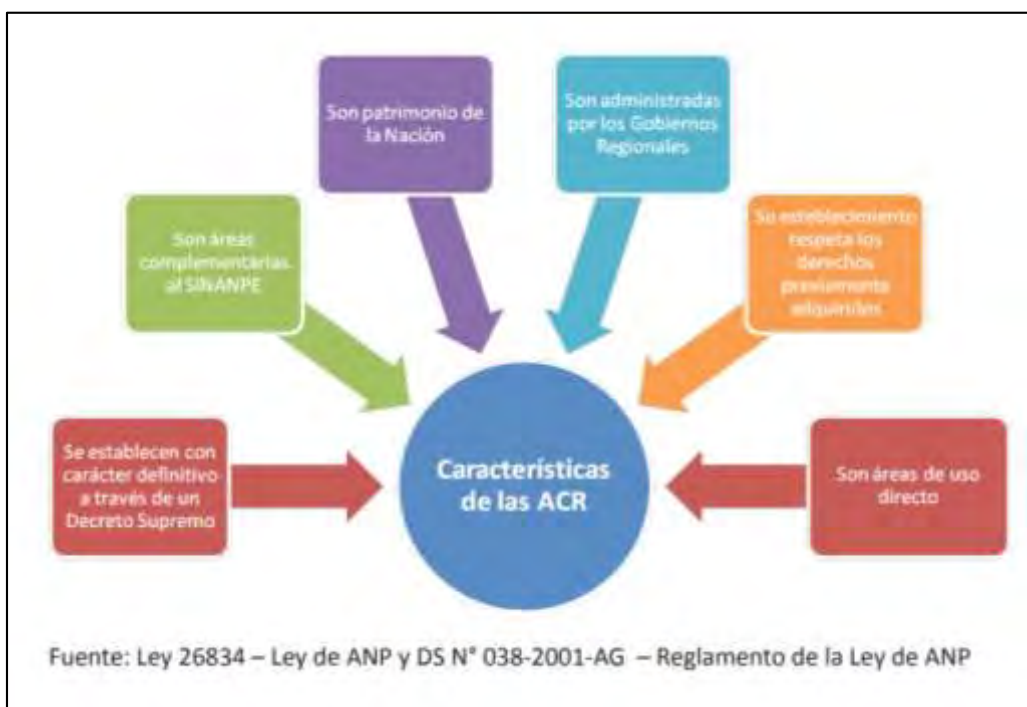 Son patrimonio de
la Nación
Son administradas
por los Gobiernos
Regionales
Son áreas
complementarias
al SINANPE
Su establecimiento
respeta los
derechos
previamente
adquiridos
Se establecen con
carácter definitivo
a través de un
Decreto Supremo
Características
de las ACR
Son áreas de uso
directo
Fuente: Ley 26834 – Ley de ANP y DS N° 038-2001-AG – Reglamento de la Ley de ANP